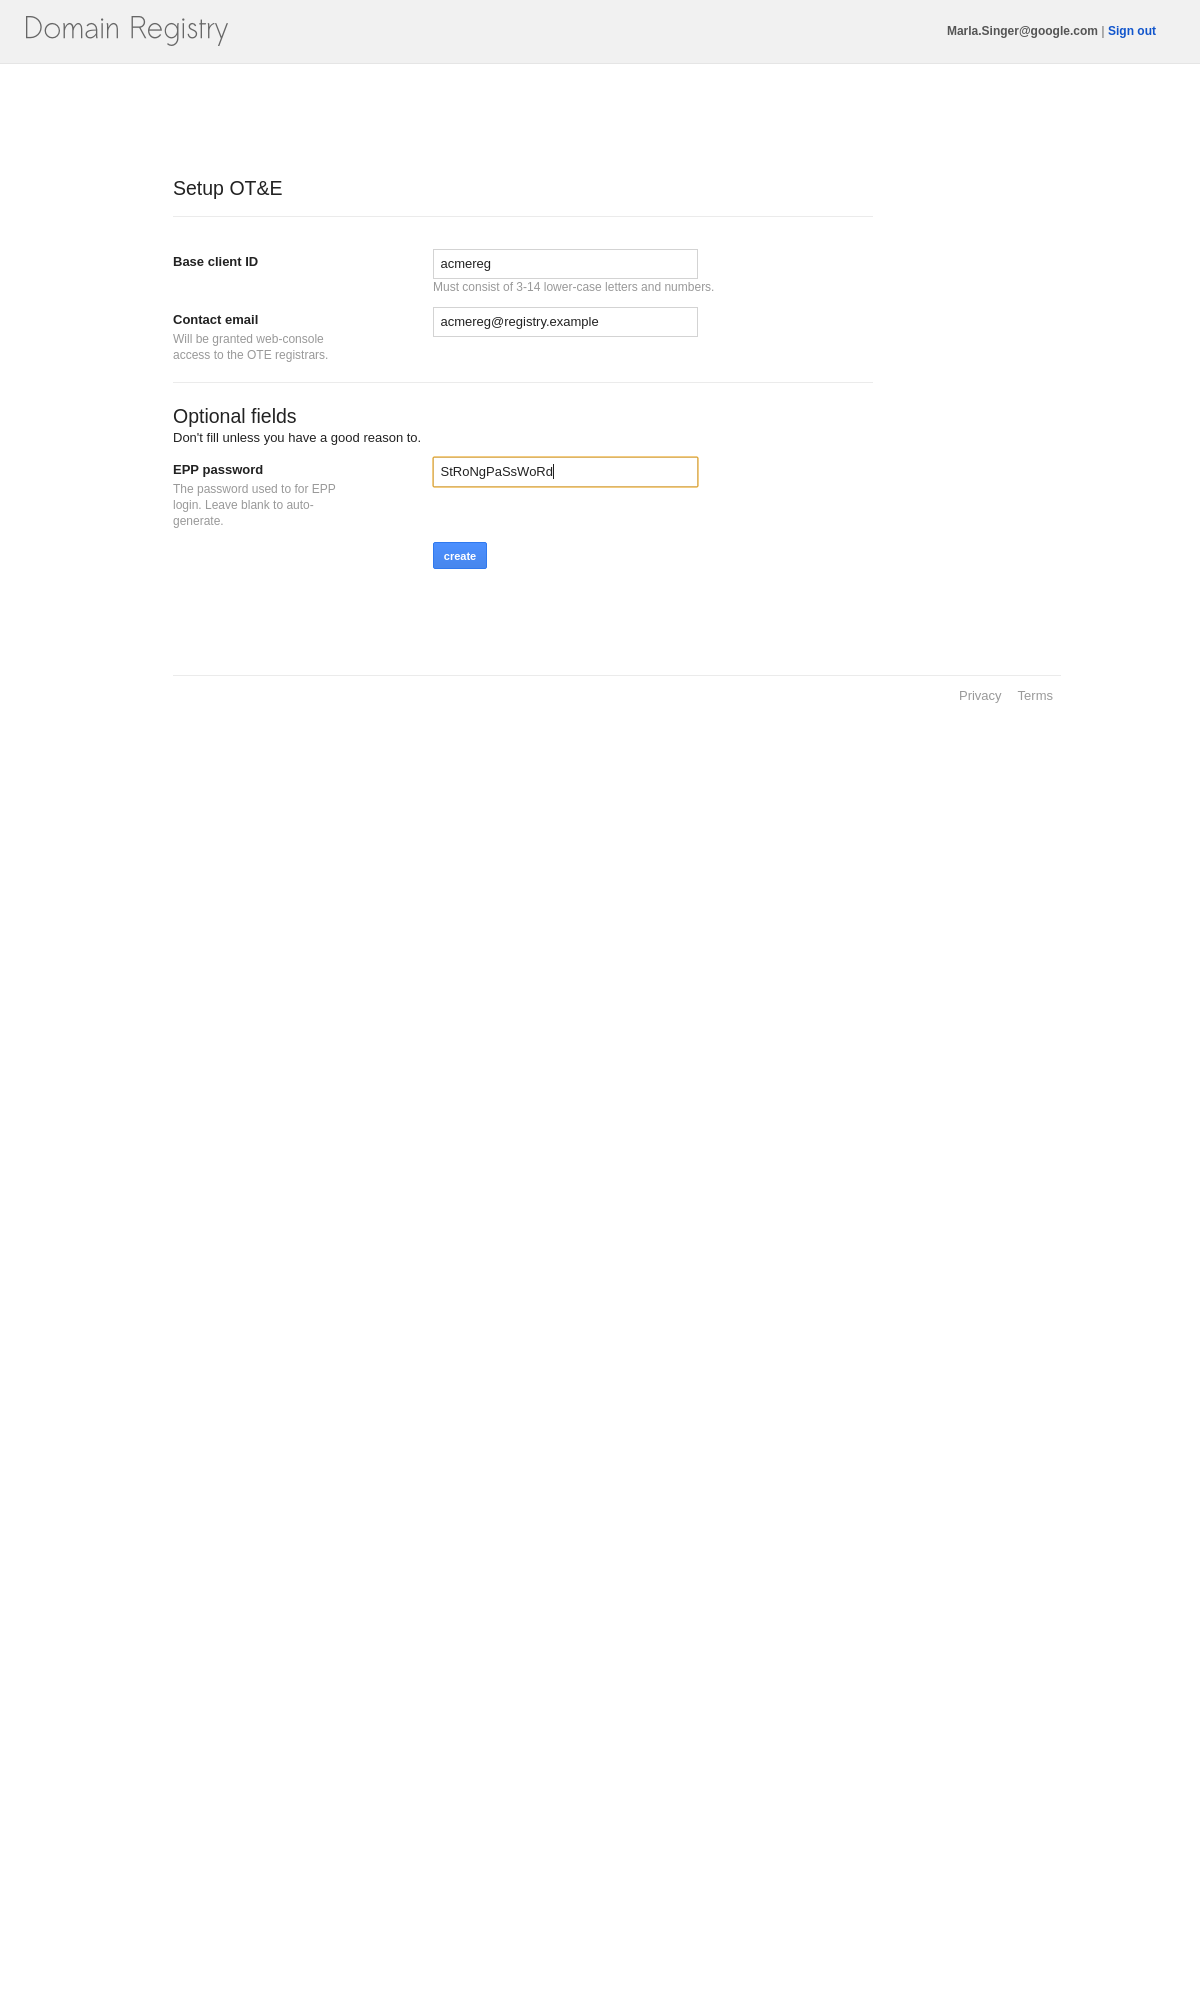 Domain Registry
Marla.Singer@google.com | Sign out
Setup OT&E
Base client ID
acmereg
Must consist of 3-14 lower-case letters and numbers.
Contact email
acmereg@registry.example
Will be granted web-console
access to the OTE registrars.
Optional fields
Don't fill unless you have a good reason to.
EPP password
StRoNgPaSsWoRd
The password used to for EPP
login. Leave blank to auto-
generate.
create
Privacy Terms